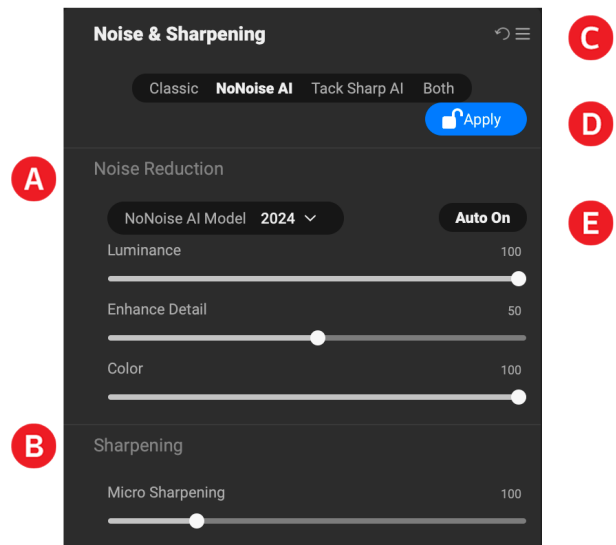 Noise & Sharpening
C
Classic NoNoise AI Tack Sharp AI Both
Apply
D
A
Noise Reduction
NoNoise AI Model 2024
Auto On
E
Luminance 100
Enhance Detail 50
Color 100
B
Sharpening
Micro Sharpening 100